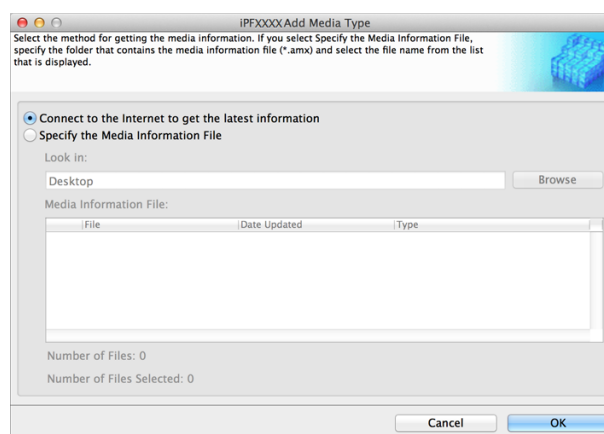 iPFXXXX Add Media Type
Select the method for getting the media information. If you select Specify the Media Information File,
specify the folder that contains the media information file (*.amx) and select the file name from the list
that is displayed.
Connect to the Internet to get the latest information
Specify the Media Information File
Look in:
Desktop
Browse
Media Information File:
File Date Updated Type
Number of Files: 0
Number of Files Selected: 0
Cancel OK